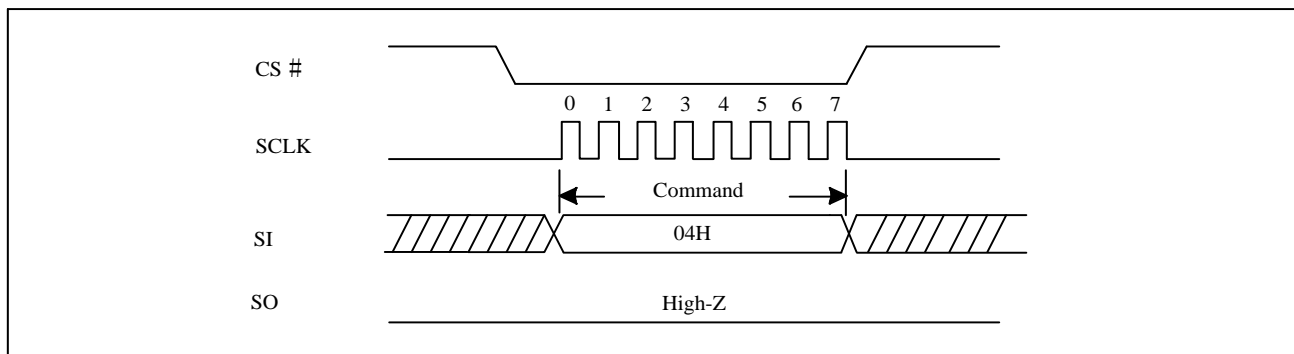 CS #
0 1 2 3 4 5 6 7
SCLK
Command
SI
04H
SO
High-Z